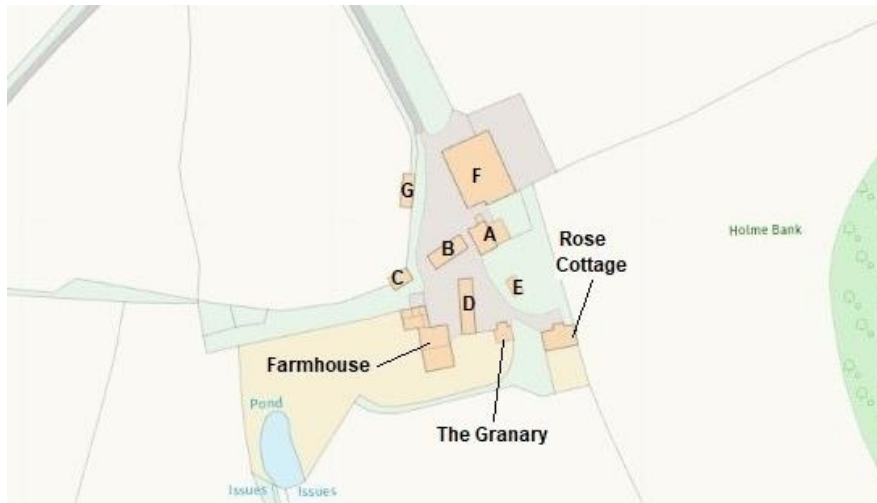 F
G
A
B
Holme Bank
Rose
Cottage
C
E
D
Farmhouse
Pond
The Granary
Issues
Issues